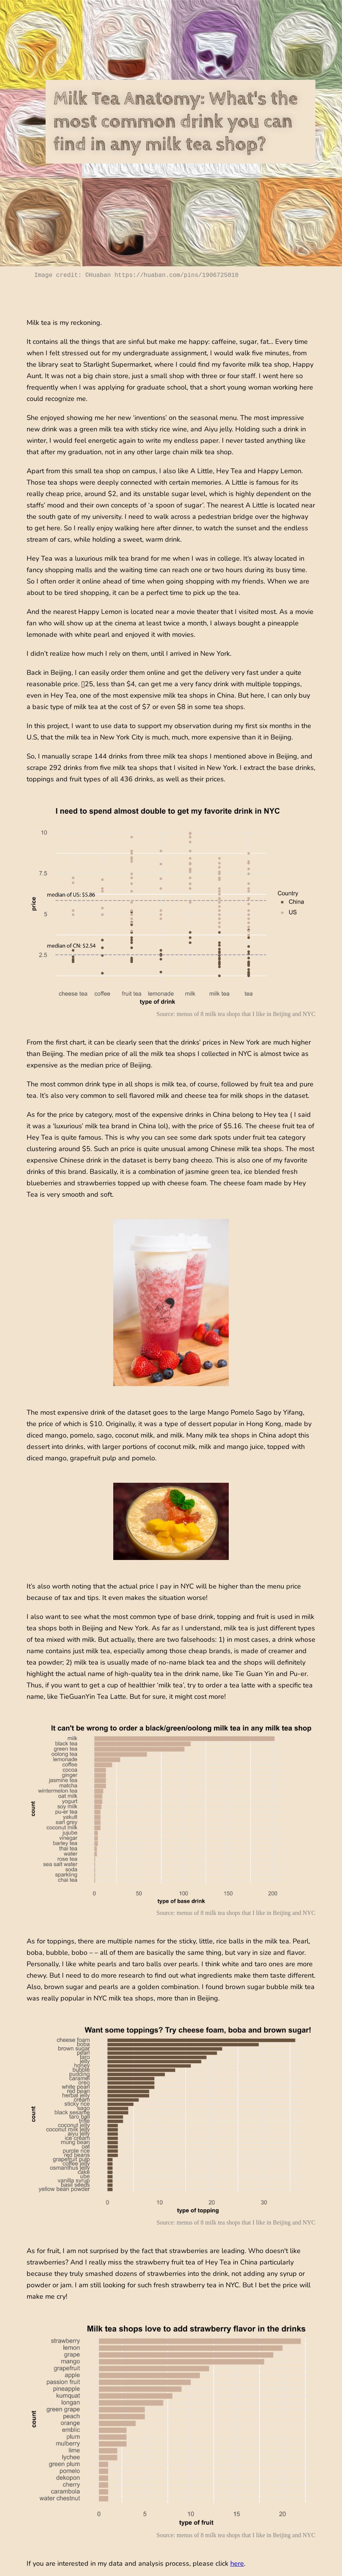 Milk Tea Anatomy: What's the
most common drink you can
find in any milk tea shop?
Image credit: ©Huaban https://huaban.com/pins/1986725010
Milk tea is my reckoning.
It contains all the things that are sinful but make me happy: caffeine, sugar, fat... Every time
when I felt stressed out for my undergraduate assignment, I would walk five minutes, from
the library seat to Starlight Supermarket, where I could find my favorite milk tea shop, Happy
Aunt. It was not a big chain store, just a small shop with three or four staff. I went here so
frequently when I was applying for graduate school, that a short young woman working here
could recognize me.
She enjoyed showing me her new 'inventions' on the seasonal menu. The most impressive
new drink was a green milk tea with sticky rice wine, and Aiyu jelly. Holding such a drink in
winter, I would feel energetic again to write my endless paper. I never tasted anything like
that after my graduation, not in any other large chain milk tea shop.
Apart from this small tea shop on campus, I also like A Little, Hey Tea and Happy Lemon.
Those tea shops were deeply connected with certain memories. A Little is famous for its
really cheap price, around $2, and its unstable sugar level, which is highly dependent on the
staffs' mood and their own concepts of 'a spoon of sugar'. The nearest A Little is located near
the south gate of my university. I need to walk across a pedestrian bridge over the highway
to get here. So I really enjoy walking here after dinner, to watch the sunset and the endless
stream of cars, while holding a sweet, warm drink.
Hey Tea was a luxurious milk tea brand for me when I was in college. It's alway located in
fancy shopping malls and the waiting time can reach one or two hours during its busy time.
So I often order it online ahead of time when going shopping with my friends. When we are
about to be tired shopping, it can be a perfect time to pick up the tea.
And the nearest Happy Lemon is located near a movie theater that I visited most. As a movie
fan who will show up at the cinema at least twice a month, I always bought a pineapple
lemonade with white pearl and enjoyed it with movies.
I didn't realize how much I rely on them, until I arrived in New York.
Back in Beijing, I can easily order them online and get the delivery very fast under a quite
reasonable price. 25, less than $4, can get me a very fancy drink with multiple toppings,
even in Hey Tea, one of the most expensive milk tea shops in China. But here, I can only buy
a basic type of milk tea at the cost of $7 or even $8 in some tea shops.
In this project, I want to use data to support my observation during my first six months in the
U.S, that the milk tea in New York City is much, much, more expensive than it in Beijing.
So, I manually scrape 144 drinks from three milk tea shops I mentioned above in Beijing, and
scrape 292 drinks from five milk tea shops that I visited in New York. I extract the base drinks,
toppings and fruit types of all 436 drinks, as well as their prices.
I need to spend almost double to get my favorite drink in NYC
10
7.5
5
2.5
price
median of US: $5.86
median of CN: $2.54
Country
China
US
cheese tea coffee fruit tea lemonade milk milk tea tea
type of drink
Source: menus of 8 milk tea shops that I like in Beijing and NYC
From the first chart, it can be clearly seen that the drinks' prices in New York are much higher
than Beijing. The median price of all the milk tea shops I collected in NYC is almost twice as
expensive as the median price of Beijing.
The most common drink type in all shops is milk tea, of course, followed by fruit tea and pure
tea. It's also very common to sell flavored milk and cheese tea for milk shops in the dataset.
As for the price by category, most of the expensive drinks in China belong to Hey tea ( I said
it was a 'luxurious' milk tea brand in China lol), with the price of $5.16. The cheese fruit tea of
Hey Tea is quite famous. This is why you can see some dark spots under fruit tea category
clustering around $5. Such an price is quite unusual among Chinese milk tea shops. The most
expensive Chinese drink in the dataset is berry bang cheezo. This is also one of my favorite
drinks of this brand. Basically, it is a combination of jasmine green tea, ice blended fresh
blueberries and strawberries topped up with cheese foam. The cheese foam made by Hey
Tea is very smooth and soft.
The most expensive drink of the dataset goes to the large Mango Pomelo Sago by Yifang,
the price of which is $10. Originally, it was a type of dessert popular in Hong Kong, made by
diced mango, pomelo, sago, coconut milk, and milk. Many milk tea shops in China adopt this
dessert into drinks, with larger portions of coconut milk, milk and mango juice, topped with
diced mango, grapefruit pulp and pomelo.
It's also worth noting that the actual price I pay in NYC will be higher than the menu price
because of tax and tips. It even makes the situation worse!
I also want to see what the most common type of base drink, topping and fruit is used in milk
tea shops both in Beijing and New York. As far as I understand, milk tea is just different types
of tea mixed with milk. But actually, there are two falsehoods: 1) in most cases, a drink whose
name contains just milk tea, especially among those cheap brands, is made of creamer and
tea powder; 2) milk tea is usually made of no-name black tea and the shops will definitely
highlight the actual name of high-quality tea in the drink name, like Tie Guan Yin and Pu-er.
Thus, if you want to get a cup of healthier 'milk tea', try to order a tea latte with a specific tea
name, like TieGuanYin Tea Latte. But for sure, it might cost more!
It can't be wrong to order a black/green/oolong milk tea in any milk tea shop
count
milk
black tea
green tea
oolong tea
lemonade
coffee
cocoa
ginger
jasmine tea
matcha
wintermelon tea
oat milk
yogurt
soy milk
pu-er tea
yakult
earl grey
coconut milk
jujube
vinegar
barley tea
thai tea
water
rose tea
sea salt water
soda
sparkling
chai tea
0 50 100 150 200
type of base drink
Source: menus of 8 milk tea shops that I like in Beijing and NYC
As for toppings, there are multiple names for the sticky, little, rice balls in the milk tea. Pearl,
boba, bubble, bobo – – all of them are basically the same thing, but vary in size and flavor.
Personally, I like white pearls and taro balls over pearls. I think white and taro ones are more
chewy. But I need to do more research to find out what ingredients make them taste different.
Also, brown sugar and pearls are a golden combination. I found brown sugar bubble milk tea
was really popular in NYC milk tea shops, more than in Beijing.
Want some toppings? Try cheese foam, boba and brown sugar!
count
cheese foam
boba
brown sugar
pearl
taro
jelly
honey
bubble
pudding
caramel
oreo
white pearl
red bean
herbal jelly
cream
sticky rice
sago
black sesame
taro ball
coconut jelly
coconut milk jelly
aiyu jelly
ice cream
mung bean
oat
purple rice
red beans
grapefruit pulp
coffee jelly
osmanthus jelly
cake
ube
vanilla syrup
yellow bean powder
0 10 20 30
type of topping
Source: menus of 8 milk tea shops that I like in Beijing and NYC
As for fruit, I am not surprised by the fact that strawberries are leading. Who doesn't like
strawberries? And I really miss the strawberry fruit tea of Hey Tea in China particularly
because they truly smashed dozens of strawberries into the drink, not adding any syrup or
powder or jam. I am still looking for such fresh strawberry tea in NYC. But I bet the price will
make me cry!
Milk tea shops love to add strawberry flavor in the drinks
count
strawberry
lemon
grape
mango
grapefruit
apple
passion fruit
pineapple
kumquat
longan
green grape
peach
orange
emblic
plum
mulberry
lime
lychee
green plum
pomelo
dekopon
cherry
carambola
water chestnut
0 5 10 15 20
type of fruit
Source: menus of 8 milk tea shops that I like in Beijing and NYC
If you are interested in my data and analysis process, please click here.